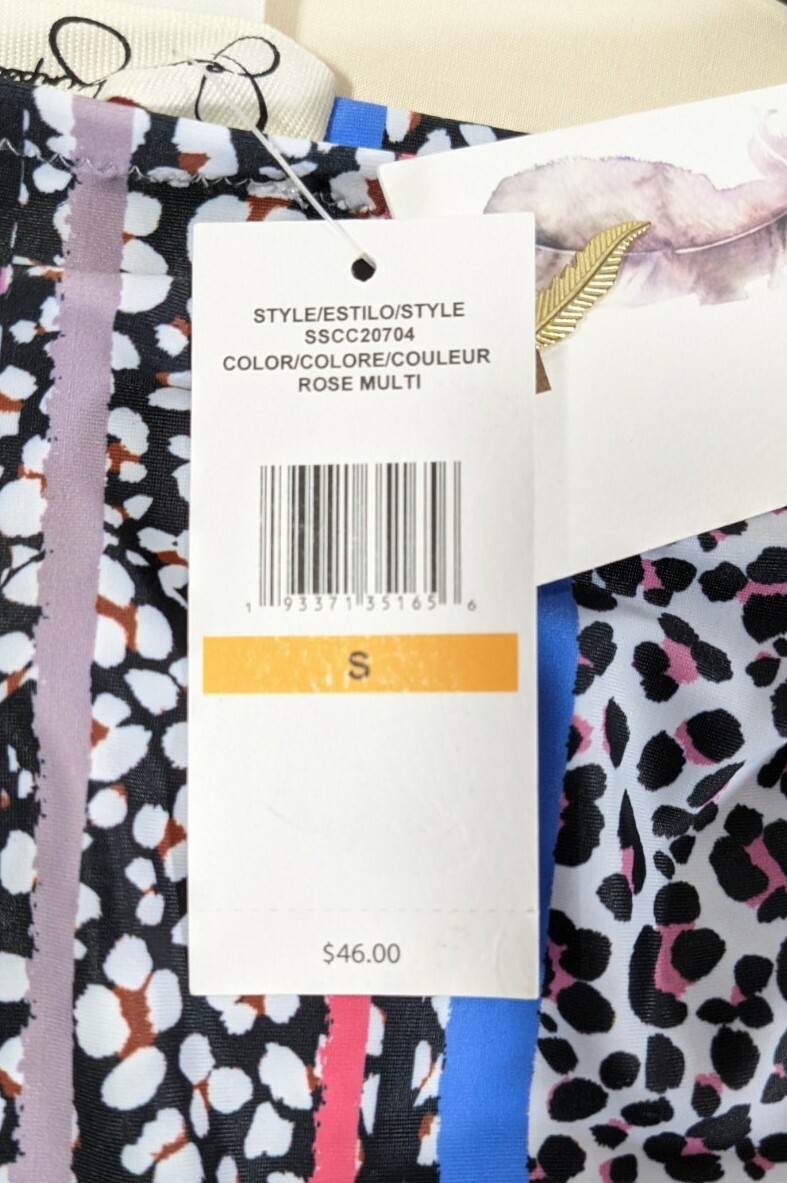 STYLE/ESTILO/STYLE
SSCC20704
COLOR/COLORE/COULEUR
ROSE MULTI
1 93371 35165 6
S
$46.00